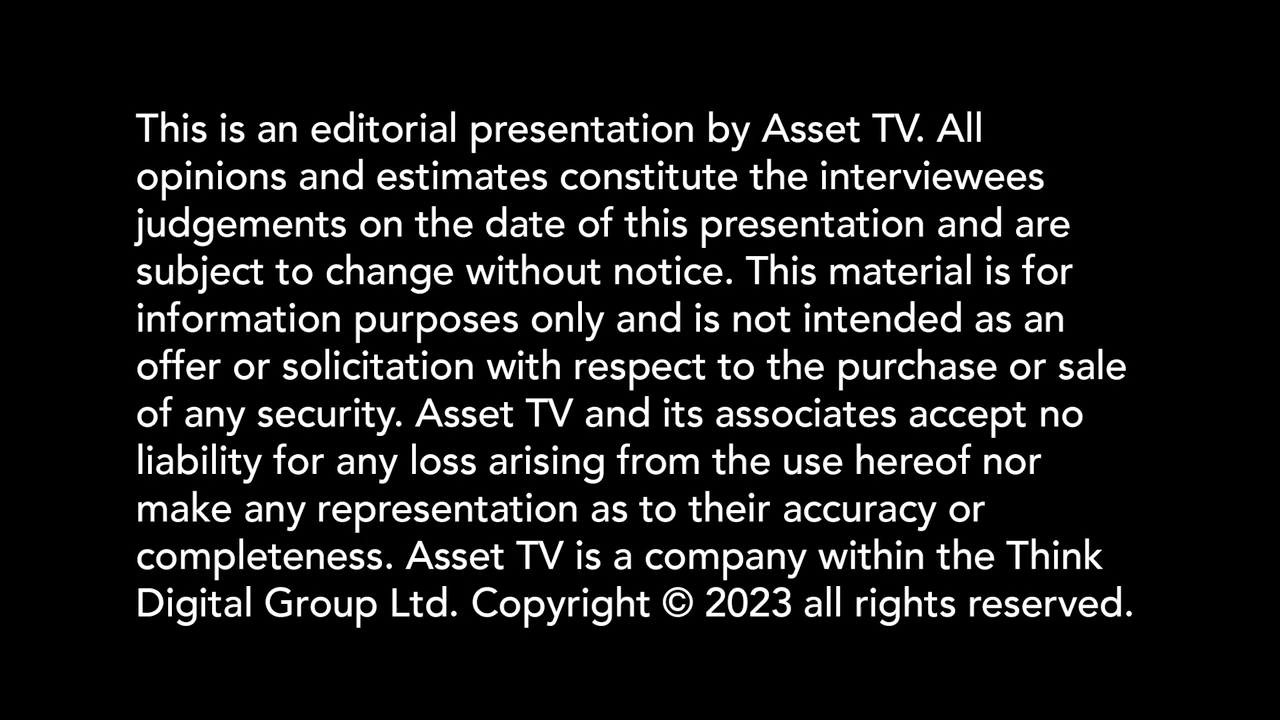 This is an editorial presentation by Asset TV. All
opinions and estimates constitute the interviewees
judgements on the date of this presentation and are
subject to change without notice. This material is for
information purposes only and is not intended as an
offer or solicitation with respect to the purchase or sale
of any security. Asset TV and its associates accept no
liability for any loss arising from the use hereof nor
make any representation as to their accuracy or
completeness. Asset TV is a company within the Think
Digital Group Ltd. Copyright © 2023 all rights reserved.